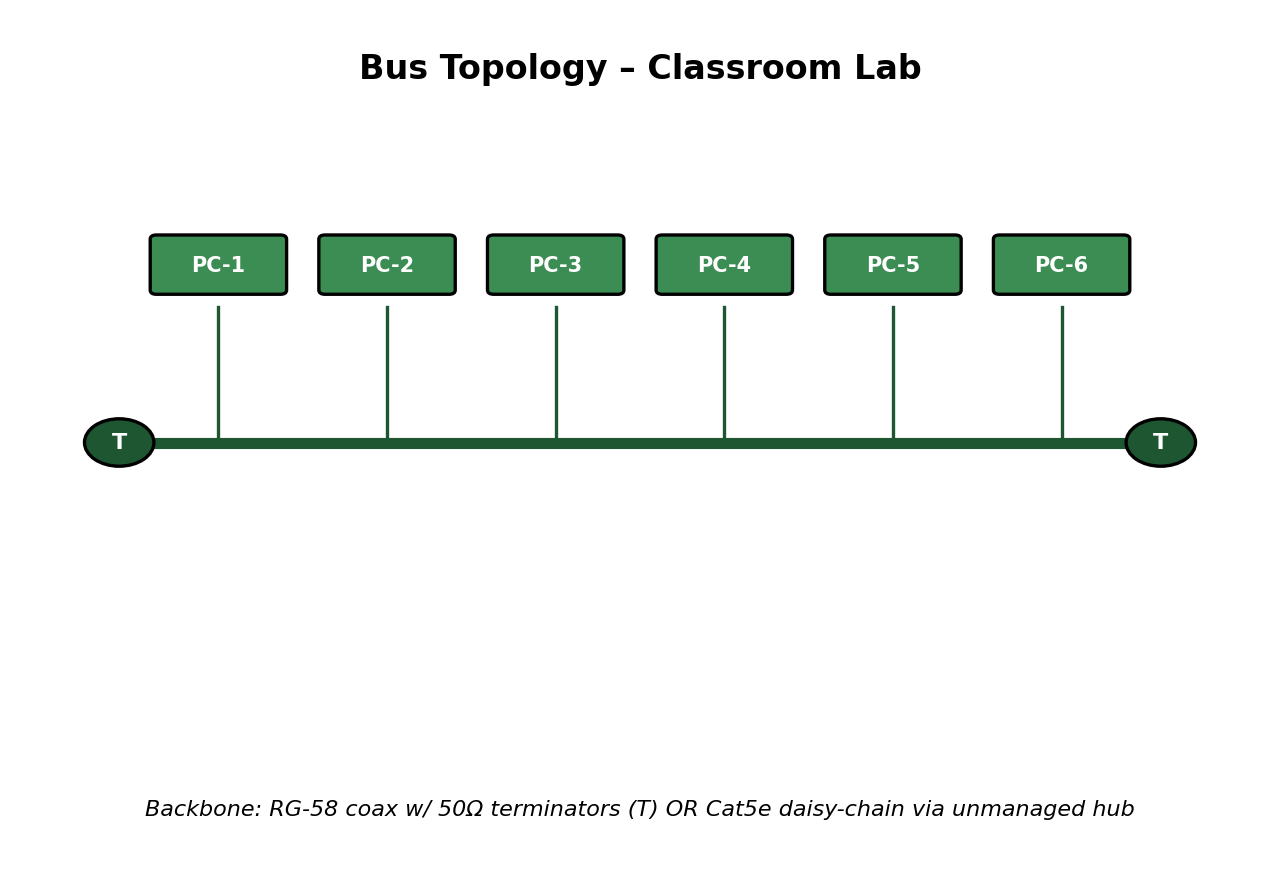 Bus Topology – Classroom Lab
PC-1 PC-2 PC-3 PC-4 PC-5 PC-6
T T
Backbone: RG-58 coax w/ 50Ω terminators (T) OR Cat5e daisy-chain via unmanaged hub